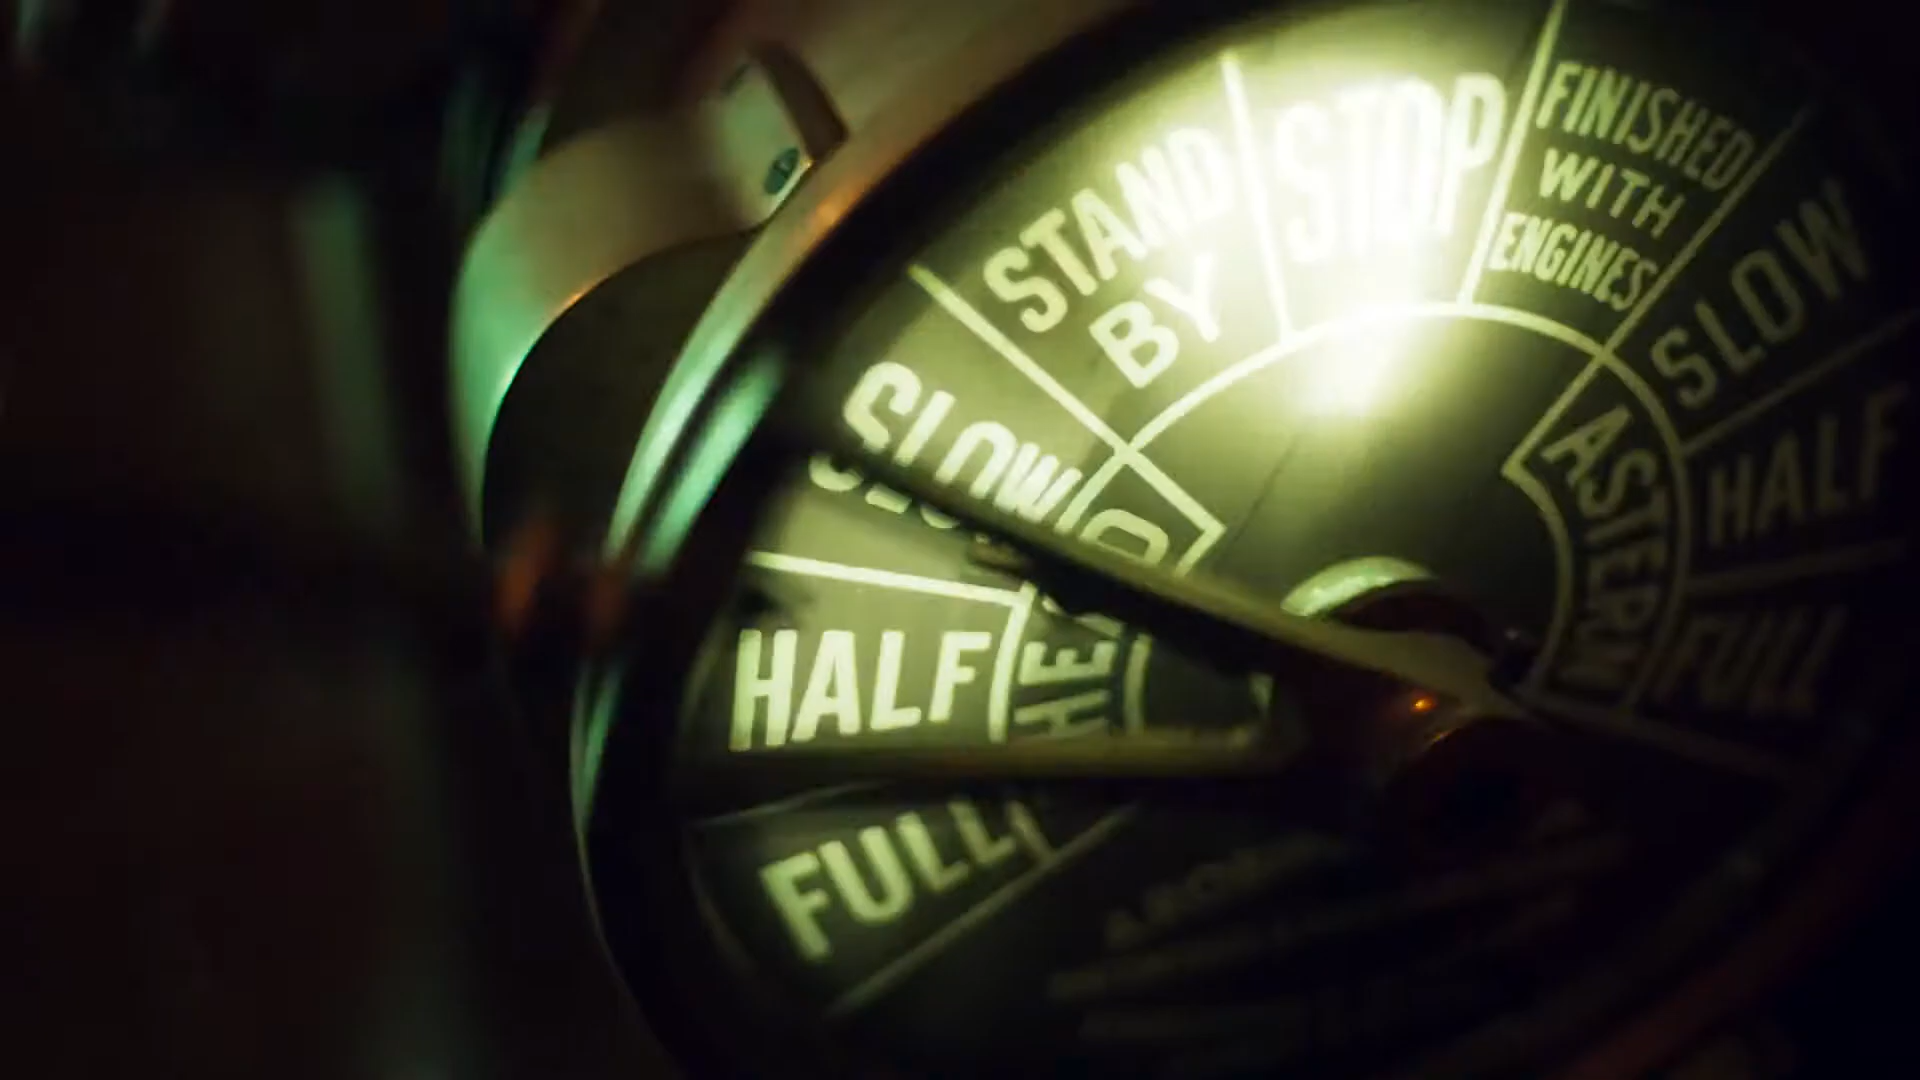 FINISHED
WITH
ENGINES
STOP
STAND
BY
SLOW
HALF
FULL
SLOW
HALF
FULL
ASTERN